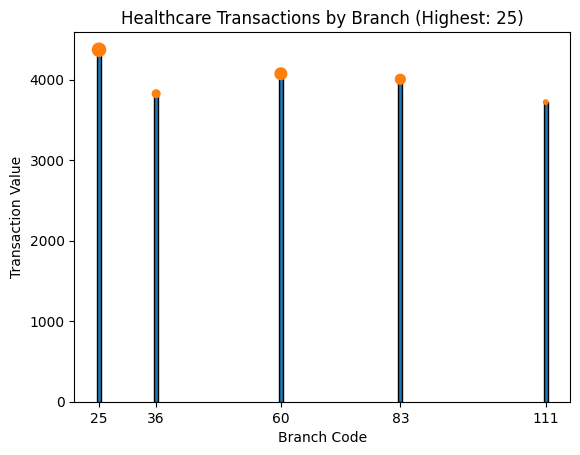 Healthcare Transactions by Branch (Highest: 25)
Transaction Value
4000
3000
2000
1000
0
25 36 60 83 111
Branch Code